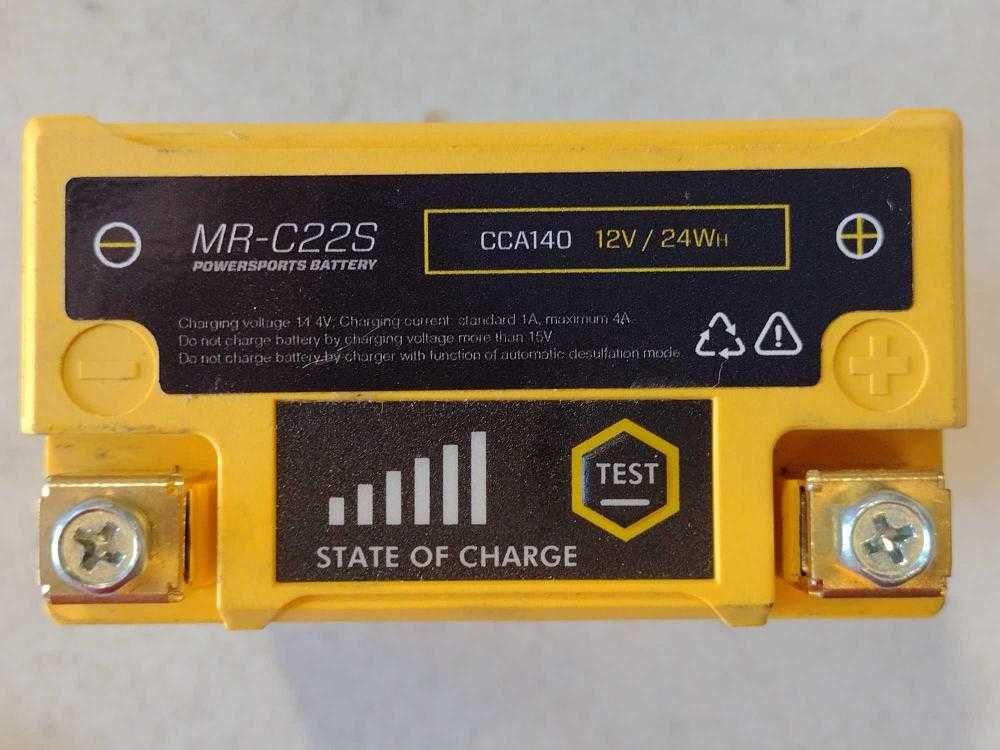 MR-C22S
POWERSPORTS BATTERY
CCA140 12V / 24WH
Charging voltage 14.4V; Charging current: standard 1A, maximum 4A.
Do not charge battery by charging voltage more than 15V
Do not charge battery by charger with function of automatic desulfation mode.
TEST
STATE OF CHARGE